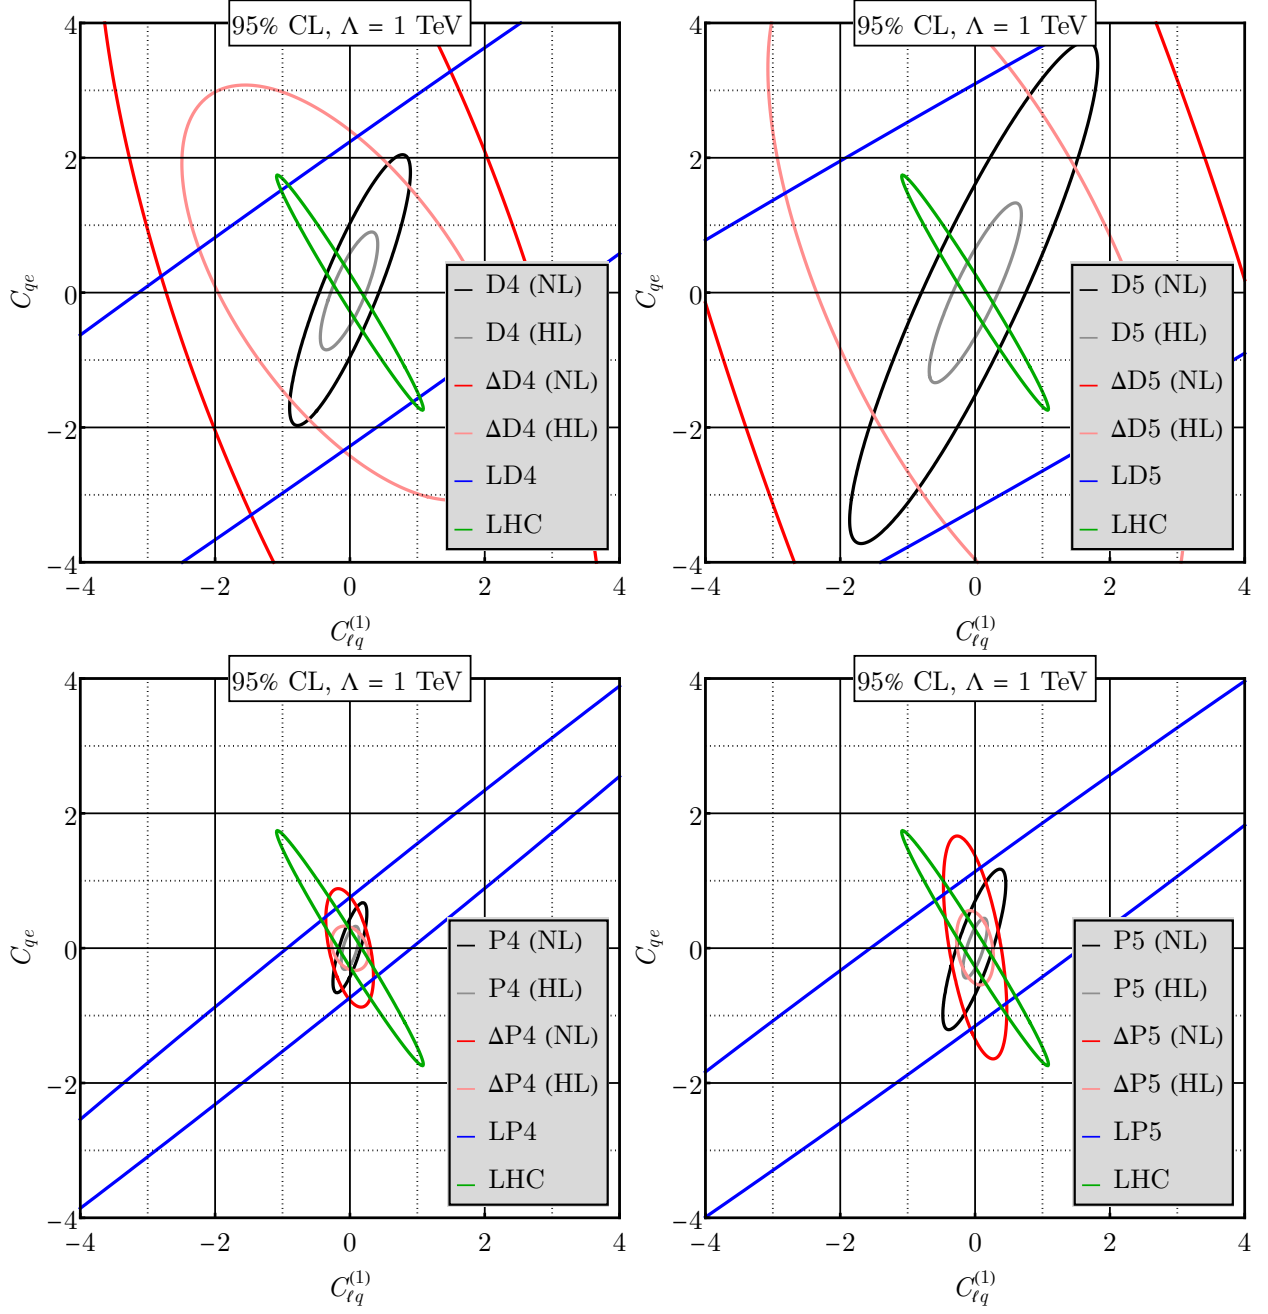 95% CL, Λ = 1 TeV
4
2
0
−2
−4
C_{qe}
−4 −2 0 2 4
C_{ℓq}^{(1)}
D4 (NL)
D4 (HL)
ΔD4 (NL)
ΔD4 (HL)
LD4
LHC
95% CL, Λ = 1 TeV
4
2
0
−2
−4
C_{qe}
−4 −2 0 2 4
C_{ℓq}^{(1)}
D5 (NL)
D5 (HL)
ΔD5 (NL)
ΔD5 (HL)
LD5
LHC
95% CL, Λ = 1 TeV
4
2
0
−2
−4
C_{qe}
−4 −2 0 2 4
C_{ℓq}^{(1)}
P4 (NL)
P4 (HL)
ΔP4 (NL)
ΔP4 (HL)
LP4
LHC
95% CL, Λ = 1 TeV
4
2
0
−2
−4
C_{qe}
−4 −2 0 2 4
C_{ℓq}^{(1)}
P5 (NL)
P5 (HL)
ΔP5 (NL)
ΔP5 (HL)
LP5
LHC